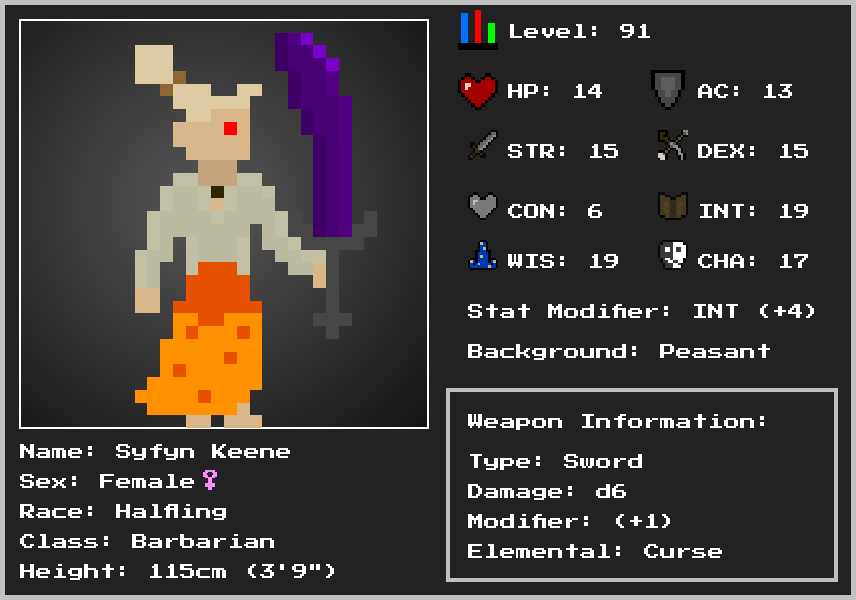 Level: 91
HP: 14
AC: 13
STR: 15
DEX: 15
CON: 6
INT: 19
WIS: 19
CHA: 17
Stat Modifier: INT (+4)
Background: Peasant
Weapon Information:
Type: Sword
Damage: d6
Modifier: (+1)
Elemental: Curse
Name: Syfyn Keene
Sex: Female♀
Race: Halfling
Class: Barbarian
Height: 115cm (3'9")